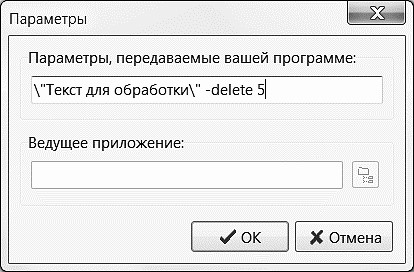 Параметры
Параметры, передаваемые вашей программе:
\"Текст для обработки\" -delete 5
Ведущее приложение:
OK
Отмена